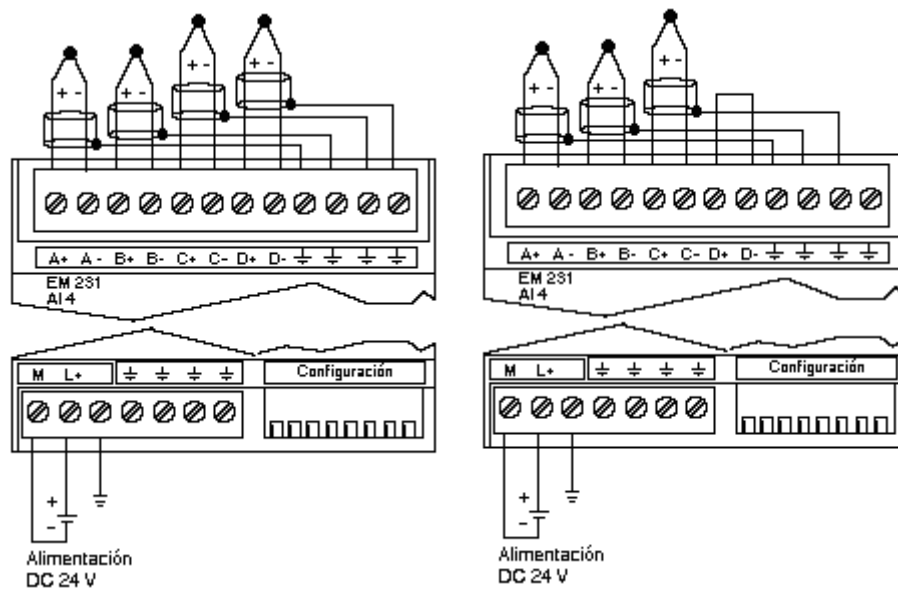 + - + - + - + -
A+ A - B+ B- C+ C- D+ D-
EM 231
AI 4
M L+ Configuración
+
–
Alimentación
DC 24 V
+ - + - + -
A+ A - B+ B- C+ C- D+ D-
EM 231
AI 4
M L+ Configuración
+
–
Alimentación
DC 24 V